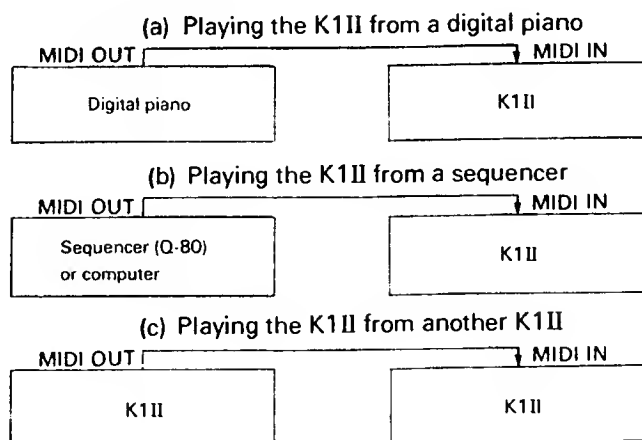 (a) Playing the K1II from a digital piano
MIDI OUT MIDI IN
Digital piano K1II
(b) Playing the K1II from a sequencer
MIDI OUT MIDI IN
Sequencer (Q-80)
or computer
K1II
(c) Playing the K1II from another K1II
MIDI OUT MIDI IN
K1II K1II